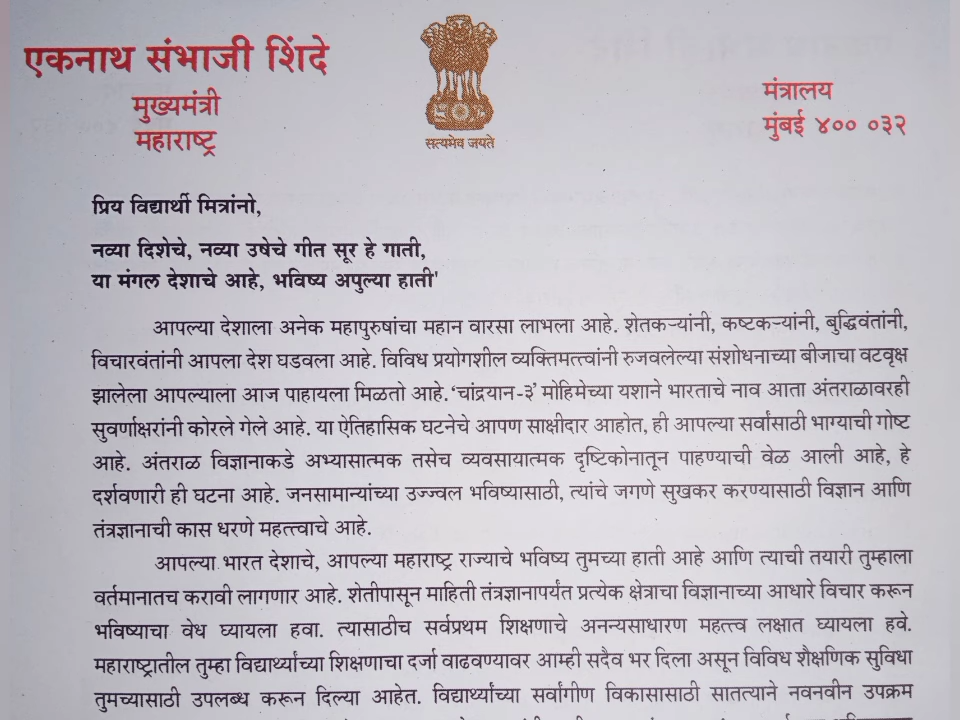 एकनाथ संभाजी शिंदे
मुख्यमंत्री
महाराष्ट्र
सत्यमेव जयते
मंत्रालय
मुंबई ४०० ०३२
प्रिय विद्यार्थी मित्रांनो,
नव्या दिशेचे, नव्या उषेचे गीत सूर हे गाती,
या मंगल देशाचे आहे, भविष्य अपुल्या हाती'
आपल्या देशाला अनेक महापुरुषांचा महान वारसा लाभला आहे. शेतकऱ्यांनी, कष्टकऱ्यांनी, बुद्धिवंतांनी,
विचारवंतांनी आपला देश घडवला आहे. विविध प्रयोगशील व्यक्तिमत्त्वांनी रुजवलेल्या संशोधनाच्या बीजाचा वटवृक्ष
झालेला आपल्याला आज पाहायला मिळतो आहे. 'चांद्रयान-३' मोहिमेच्या यशाने भारताचे नाव आता अंतराळावरही
सुवर्णाक्षरांनी कोरले गेले आहे. या ऐतिहासिक घटनेचे आपण साक्षीदार आहोत, ही आपल्या सर्वांसाठी भाग्याची गोष्ट
आहे. अंतराळ विज्ञानाकडे अभ्यासात्मक तसेच व्यवसायात्मक दृष्टिकोनातून पाहण्याची वेळ आली आहे, हे
दर्शवणारी ही घटना आहे. जनसामान्यांच्या उज्ज्वल भविष्यासाठी, त्यांचे जगणे सुखकर करण्यासाठी विज्ञान आणि
तंत्रज्ञानाची कास धरणे महत्त्वाचे आहे.
आपल्या भारत देशाचे, आपल्या महाराष्ट्र राज्याचे भविष्य तुमच्या हाती आहे आणि त्याची तयारी तुम्हाला
वर्तमानातच करावी लागणार आहे. शेतीपासून माहिती तंत्रज्ञानापर्यंत प्रत्येक क्षेत्राचा विज्ञानाच्या आधारे विचार करून
भविष्याचा वेध घ्यायला हवा. त्यासाठीच सर्वप्रथम शिक्षणाचे अनन्यसाधारण महत्त्व लक्षात घ्यायला हवे.
महाराष्ट्रातील तुम्हा विद्यार्थ्यांच्या शिक्षणाचा दर्जा वाढवण्यावर आम्ही सदैव भर दिला असून विविध शैक्षणिक सुविधा
तुमच्यासाठी उपलब्ध करून दिल्या आहेत. विद्यार्थ्यांच्या सर्वांगीण विकासासाठी सातत्याने नवनवीन उपक्रम